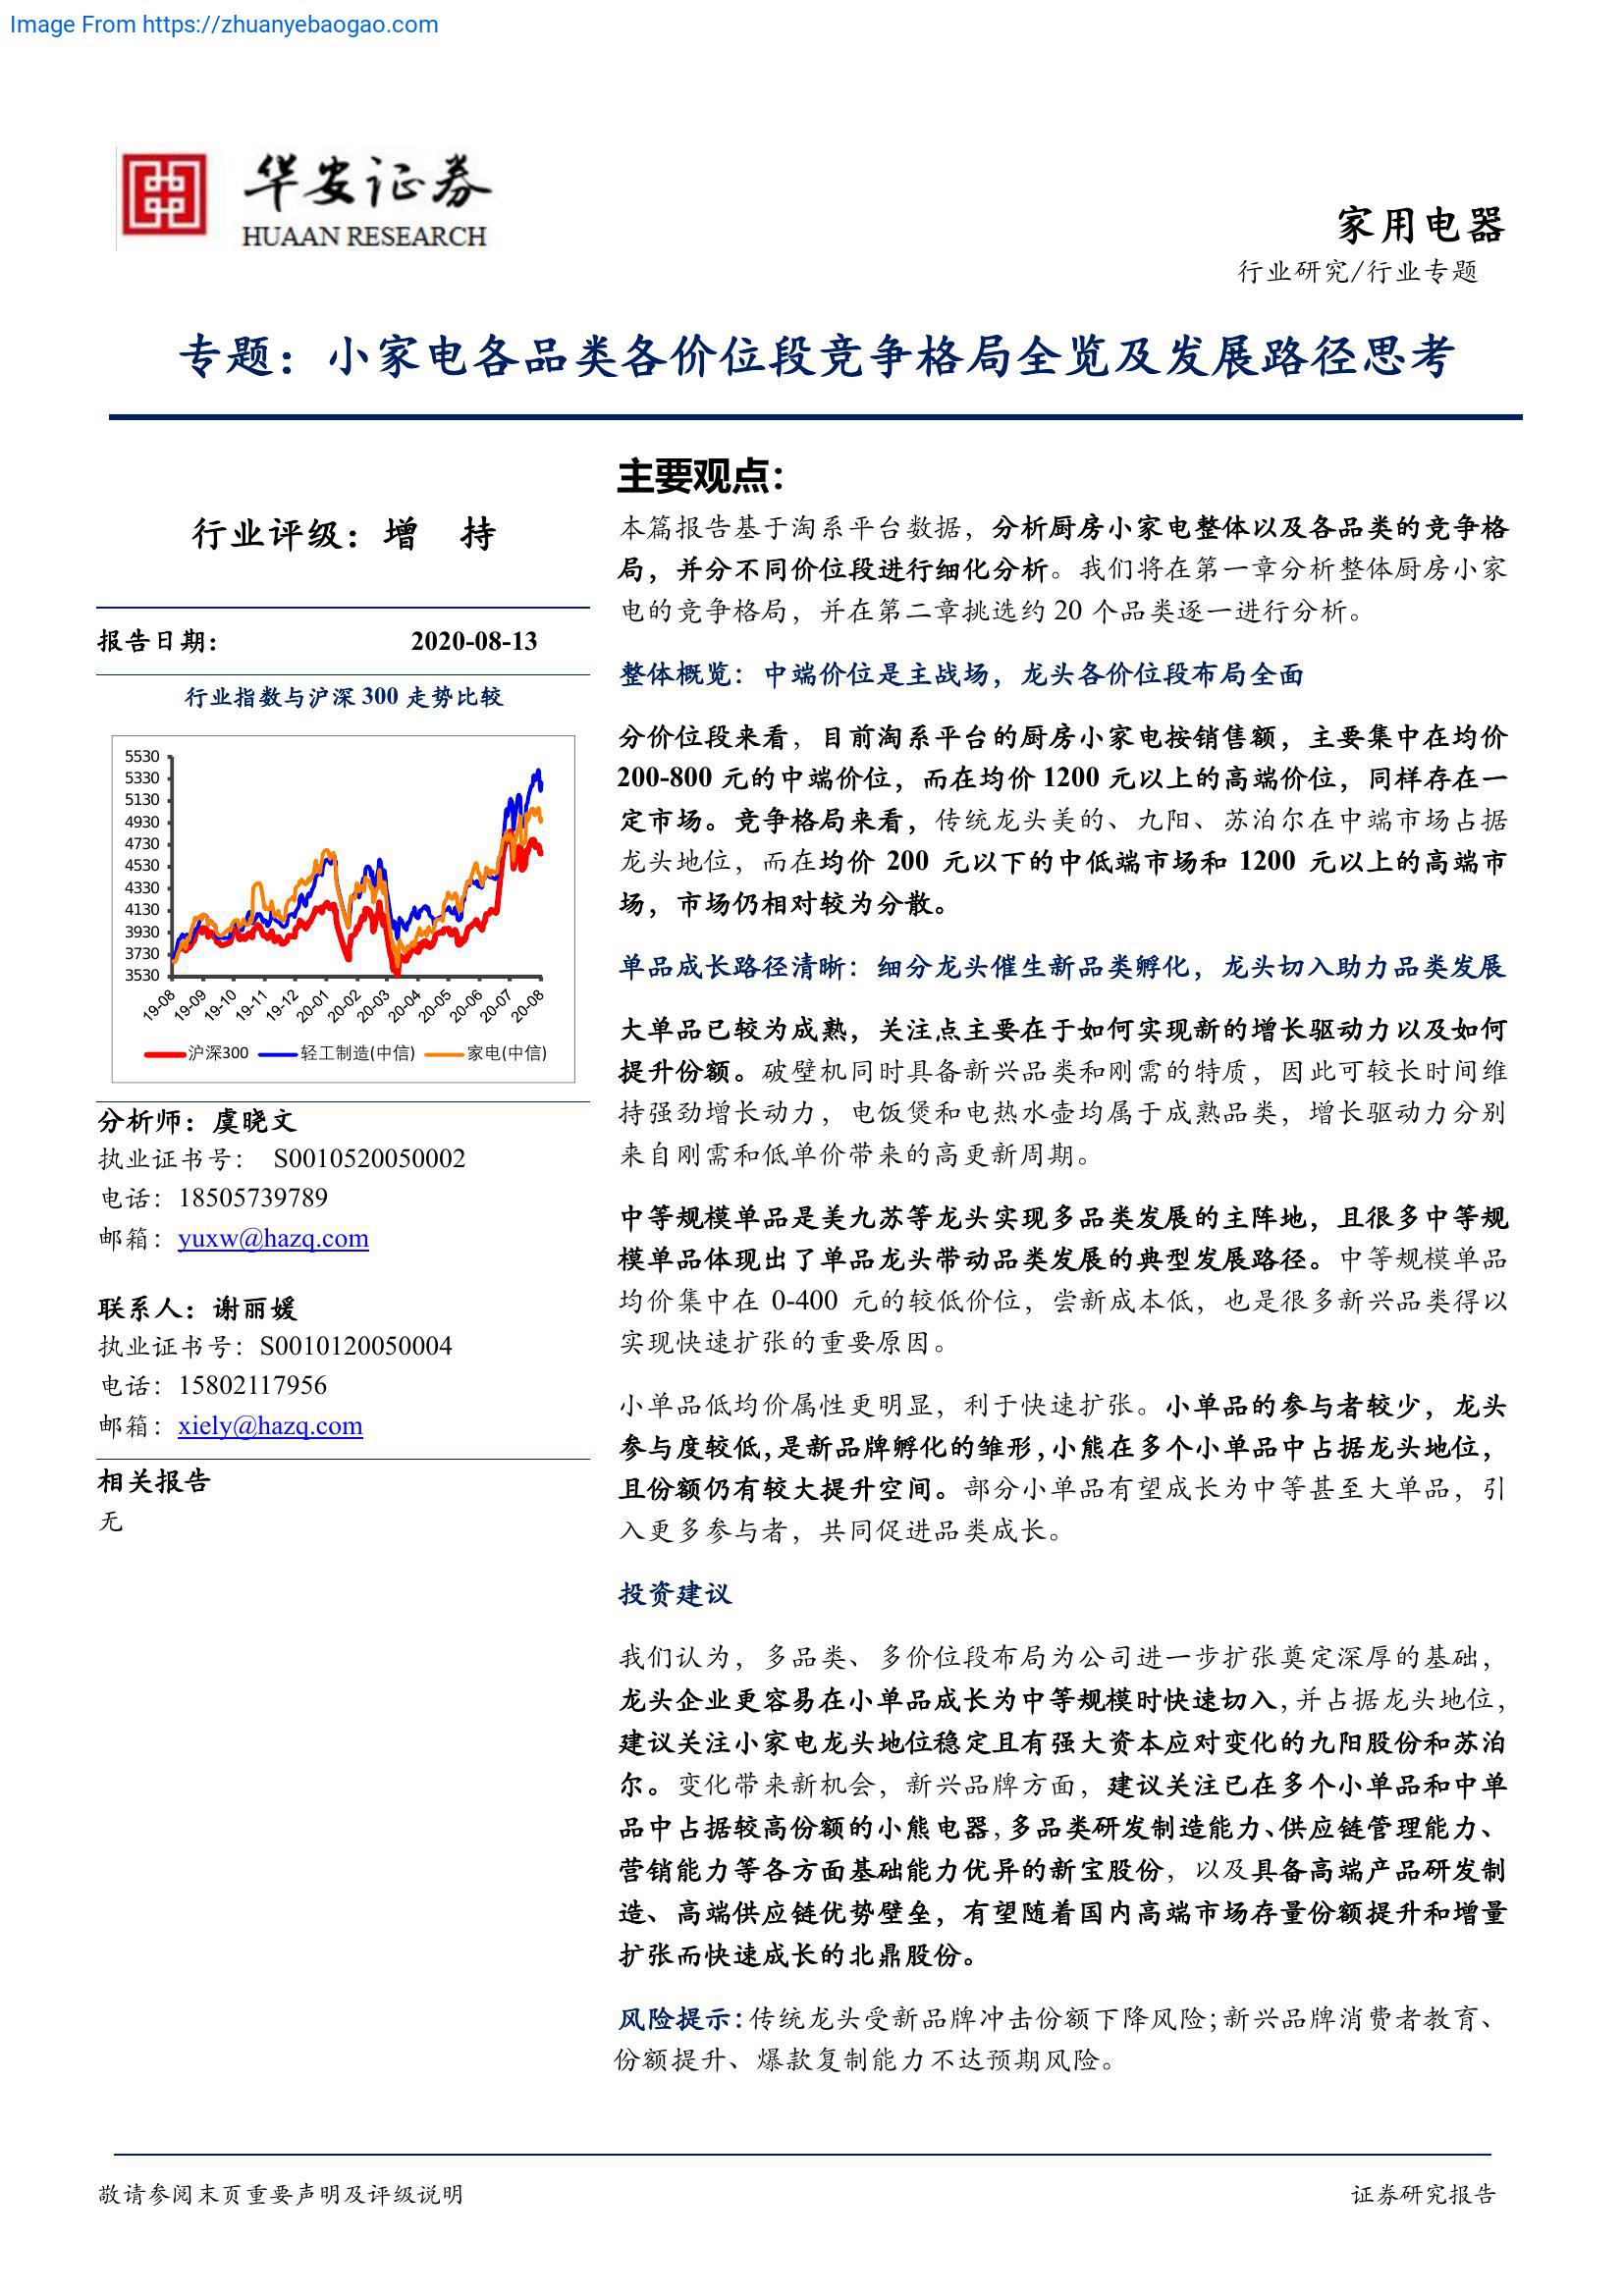 Image From https://zhuanyebaogao.com
华安证券
HUAAN RESEARCH
家用电器
行业研究/行业专题
专题：小家电各品类各价位段竞争格局全览及发展路径思考
行业评级：增 持
报告日期： 2020-08-13
行业指数与沪深 300 走势比较
5530
5330
5130
4930
4730
4530
4330
4130
3930
3730
3530
19-08 19-09 19-10 19-11 19-12 20-01 20-02 20-03 20-04 20-05 20-06 20-07 20-08
沪深300 轻工制造(中信) 家电(中信)
分析师：虞晓文
执业证书号： S0010520050002
电话：18505739789
邮箱：yuxw@hazq.com
联系人：谢丽媛
执业证书号：S0010120050004
电话：15802117956
邮箱：xiely@hazq.com
相关报告
无
主要观点：
本篇报告基于淘系平台数据，分析厨房小家电整体以及各品类的竞争格
局，并分不同价位段进行细化分析。我们将在第一章分析整体厨房小家
电的竞争格局，并在第二章挑选约 20 个品类逐一进行分析。
整体概览：中端价位是主战场，龙头各价位段布局全面
分价位段来看，目前淘系平台的厨房小家电按销售额，主要集中在均价
200-800 元的中端价位，而在均价 1200 元以上的高端价位，同样存在一
定市场。竞争格局来看，传统龙头美的、九阳、苏泊尔在中端市场占据
龙头地位，而在均价 200 元以下的中低端市场和 1200 元以上的高端市
场，市场仍相对较为分散。
单品成长路径清晰：细分龙头催生新品类孵化，龙头切入助力品类发展
大单品已较为成熟，关注点主要在于如何实现新的增长驱动力以及如何
提升份额。破壁机同时具备新兴品类和刚需的特质，因此可较长时间维
持强劲增长动力，电饭煲和电热水壶均属于成熟品类，增长驱动力分别
来自刚需和低单价带来的高更新周期。
中等规模单品是美九苏等龙头实现多品类发展的主阵地，且很多中等规
模单品体现出了单品龙头带动品类发展的典型发展路径。中等规模单品
均价集中在 0-400 元的较低价位，尝新成本低，也是很多新兴品类得以
实现快速扩张的重要原因。
小单品低均价属性更明显，利于快速扩张。小单品的参与者较少，龙头
参与度较低，是新品牌孵化的雏形，小熊在多个小单品中占据龙头地位，
且份额仍有较大提升空间。部分小单品有望成长为中等甚至大单品，引
入更多参与者，共同促进品类成长。
投资建议
我们认为，多品类、多价位段布局为公司进一步扩张奠定深厚的基础，
龙头企业更容易在小单品成长为中等规模时快速切入，并占据龙头地位，
建议关注小家电龙头地位稳定且有强大资本应对变化的九阳股份和苏泊
尔。变化带来新机会，新兴品牌方面，建议关注已在多个小单品和中单
品中占据较高份额的小熊电器，多品类研发制造能力、供应链管理能力、
营销能力等各方面基础能力优异的新宝股份，以及具备高端产品研发制
造、高端供应链优势壁垒，有望随着国内高端市场存量份额提升和增量
扩张而快速成长的北鼎股份。
风险提示：传统龙头受新品牌冲击份额下降风险；新兴品牌消费者教育、
份额提升、爆款复制能力不达预期风险。
敬请参阅末页重要声明及评级说明
证券研究报告